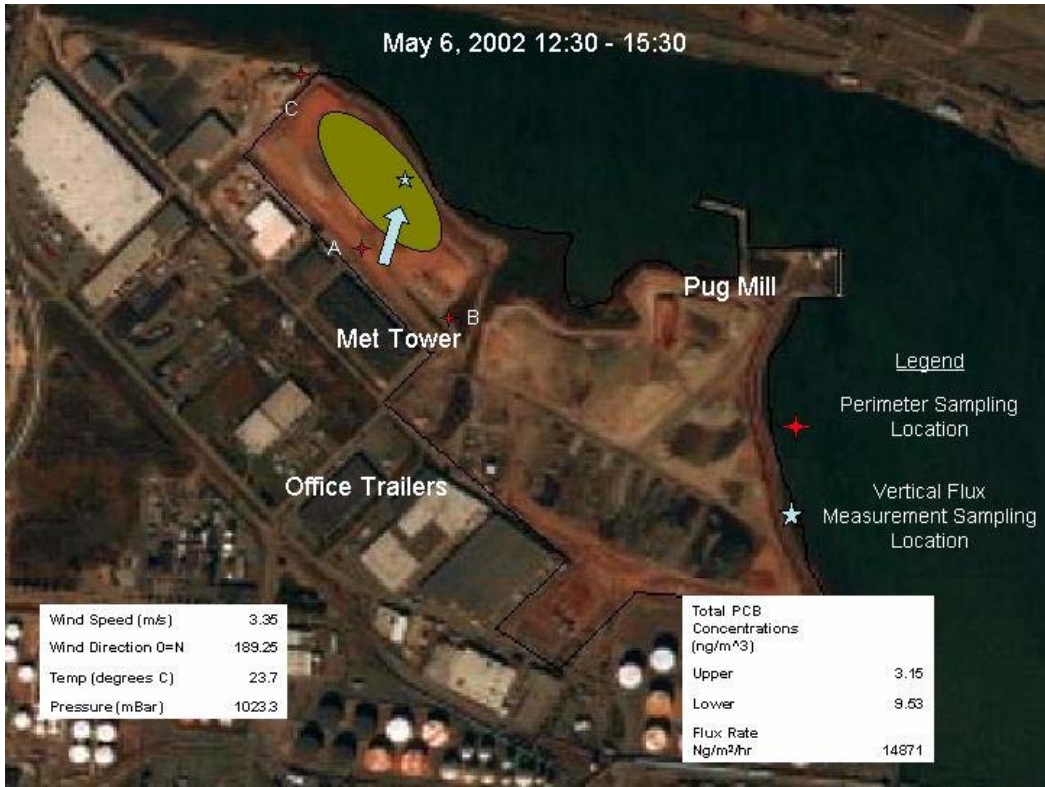 May 6, 2002 12:30 - 15:30
C
A
B
Met Tower
Pug Mill
Office Trailers
Legend
Perimeter Sampling
Location
Vertical Flux
Measurement Sampling
Location
Wind Speed (m/s) 3.35
Wind Direction 0=N 189.25
Temp (degrees C) 23.7
Pressure (mBar) 1023.3
Total PCB
Concentrations
(ng/m^3)
Upper 3.15
Lower 9.53
Flux Rate
Ng/m²/hr 14871